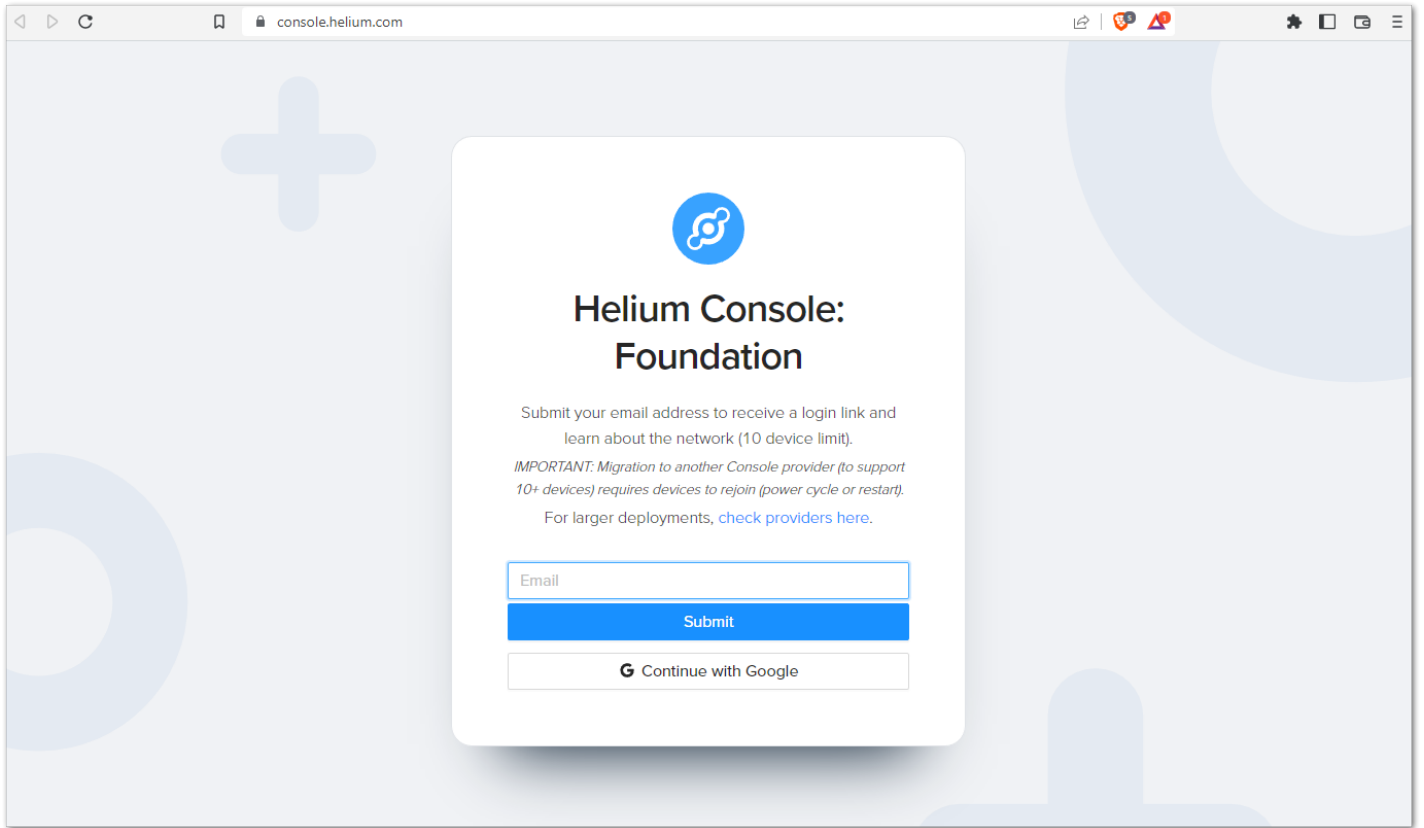 console.helium.com
5
1
Helium Console:
Foundation
Submit your email address to receive a login link and
learn about the network (10 device limit).
IMPORTANT: Migration to another Console provider (to support
10+ devices) requires devices to rejoin (power cycle or restart).
For larger deployments, check providers here.
Email
Submit
G Continue with Google